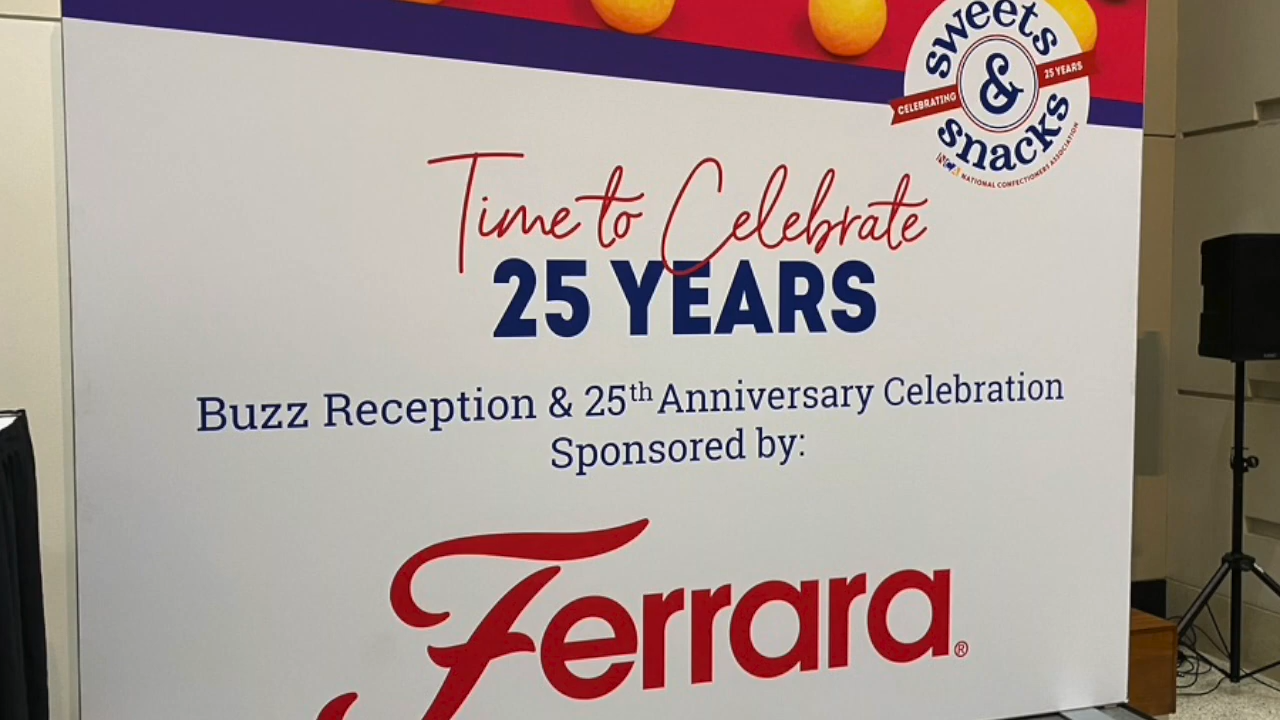 sweets
&
CELEBRATING
25 YEARS
snacks
NCA NATIONAL CONFECTIONERS ASSOCIATION
Time to Celebrate
25 YEARS
Buzz Reception & 25th Anniversary Celebration
Sponsored by:
Ferrara®